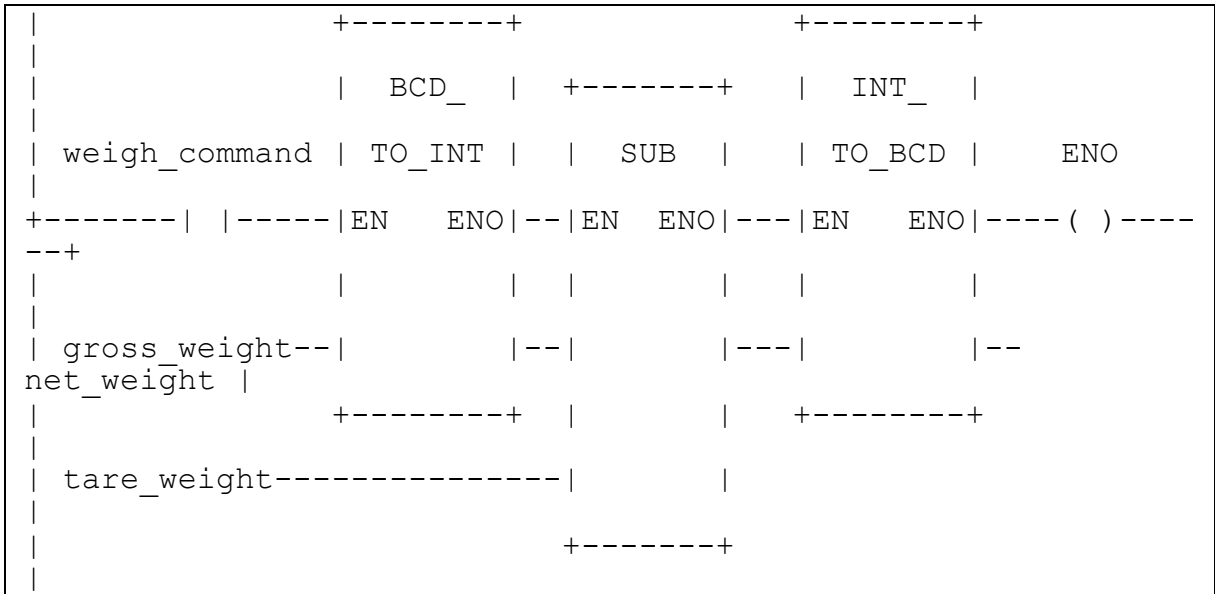 |                +--------+              +--------+
|
|                |  BCD_  |  +-------+   |  INT_  |
|
| weigh_command | TO_INT |  |  SUB  |   | TO_BCD |    ENO
|
+-------| |-----|EN   ENO|--|EN  ENO|---|EN   ENO|----( )----
--+
|                |        |  |       |   |        |
|
| gross_weight--|        |--|       |---|        |--
net_weight |
|                +--------+  |       |   +--------+
|
| tare_weight---------------|       |
|
|                            +-------+
|